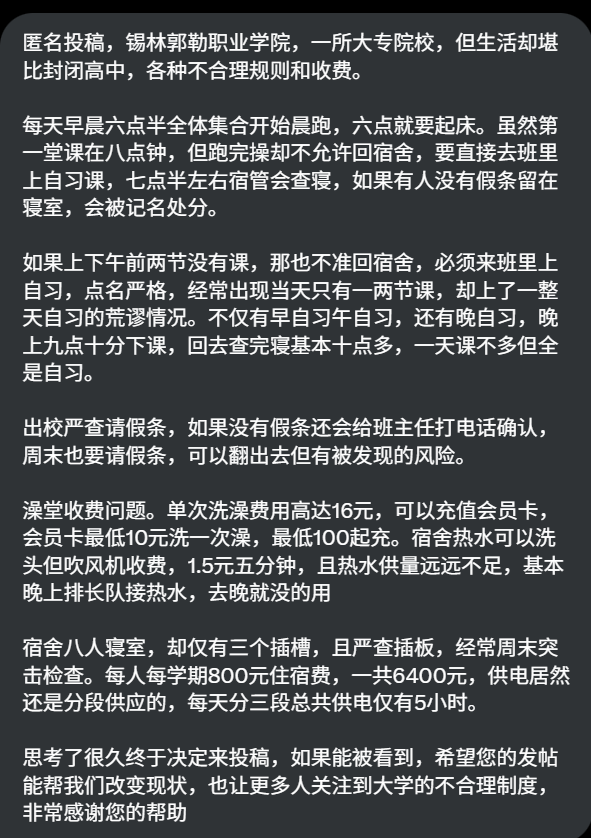 匿名投稿，锡林郭勒职业学院，一所大专院校，但生活却堪
比封闭高中，各种不合理规则和收费。
每天早晨六点半全体集合开始晨跑，六点就要起床。虽然第
一堂课在八点钟，但跑完操却不允许回宿舍，要直接去班里
上自习课，七点半左右宿管会查寝，如果有人没有假条留在
寝室，会被记名处分。
如果上下午前两节没有课，那也不准回宿舍，必须来班里上
自习，点名严格，经常出现当天只有一两节课，却上了一整
天自习的荒谬情况。不仅有早自习午自习，还有晚自习，晚
上九点十分下课，回去查完寝基本十点多，一天课不多但全
是自习。
出校严查请假条，如果没有假条还会给班主任打电话确认，
周末也要请假条，可以翻出去但有被发现的风险。
澡堂收费问题。单次洗澡费用高达16元，可以充值会员卡，
会员卡最低10元洗一次澡，最低100起充。宿舍热水可以洗
头但吹风机收费，1.5元五分钟，且热水供量远远不足，基本
晚上排长队接热水，去晚就没的用
宿舍八人寝室，却仅有三个插槽，且严查插板，经常周末突
击检查。每人每学期800元住宿费，一共6400元，供电居然
还是分段供应的，每天分三段总共供电仅有5小时。
思考了很久终于决定来投稿，如果能被看到，希望您的发帖
能帮我们改变现状，也让更多人关注到大学的不合理制度，
非常感谢您的帮助